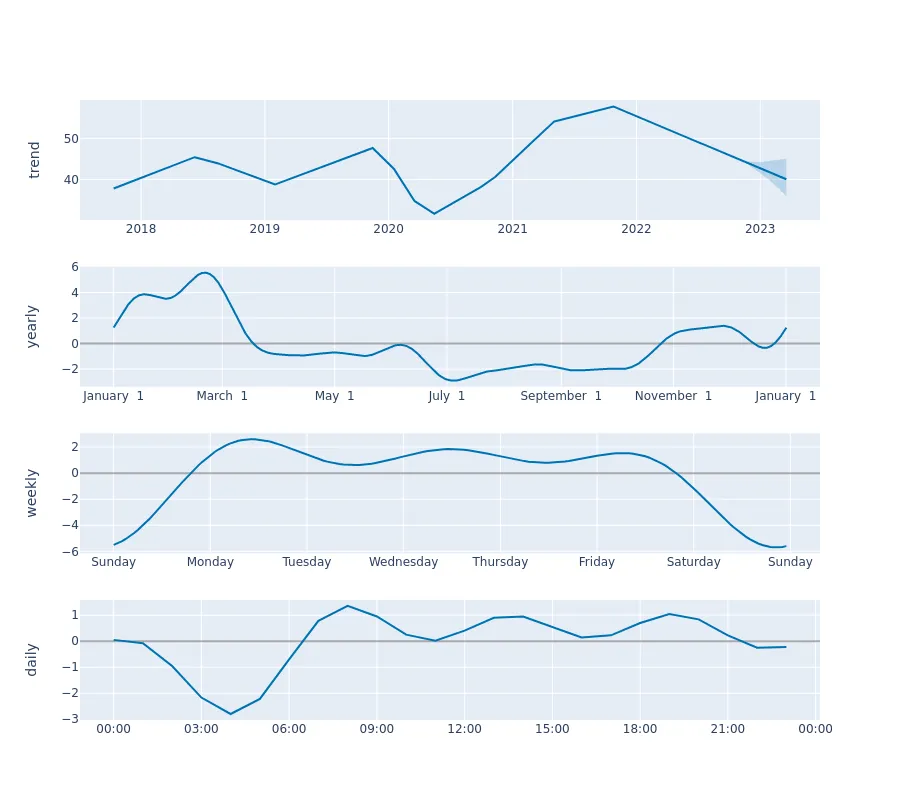 trend
50
40
2018 2019 2020 2021 2022 2023
yearly
6
4
2
0
−2
January 1 March 1 May 1 July 1 September 1 November 1 January 1
weekly
2
0
−2
−4
−6
Sunday Monday Tuesday Wednesday Thursday Friday Saturday Sunday
daily
1
0
−1
−2
−3
00:00 03:00 06:00 09:00 12:00 15:00 18:00 21:00 00:00